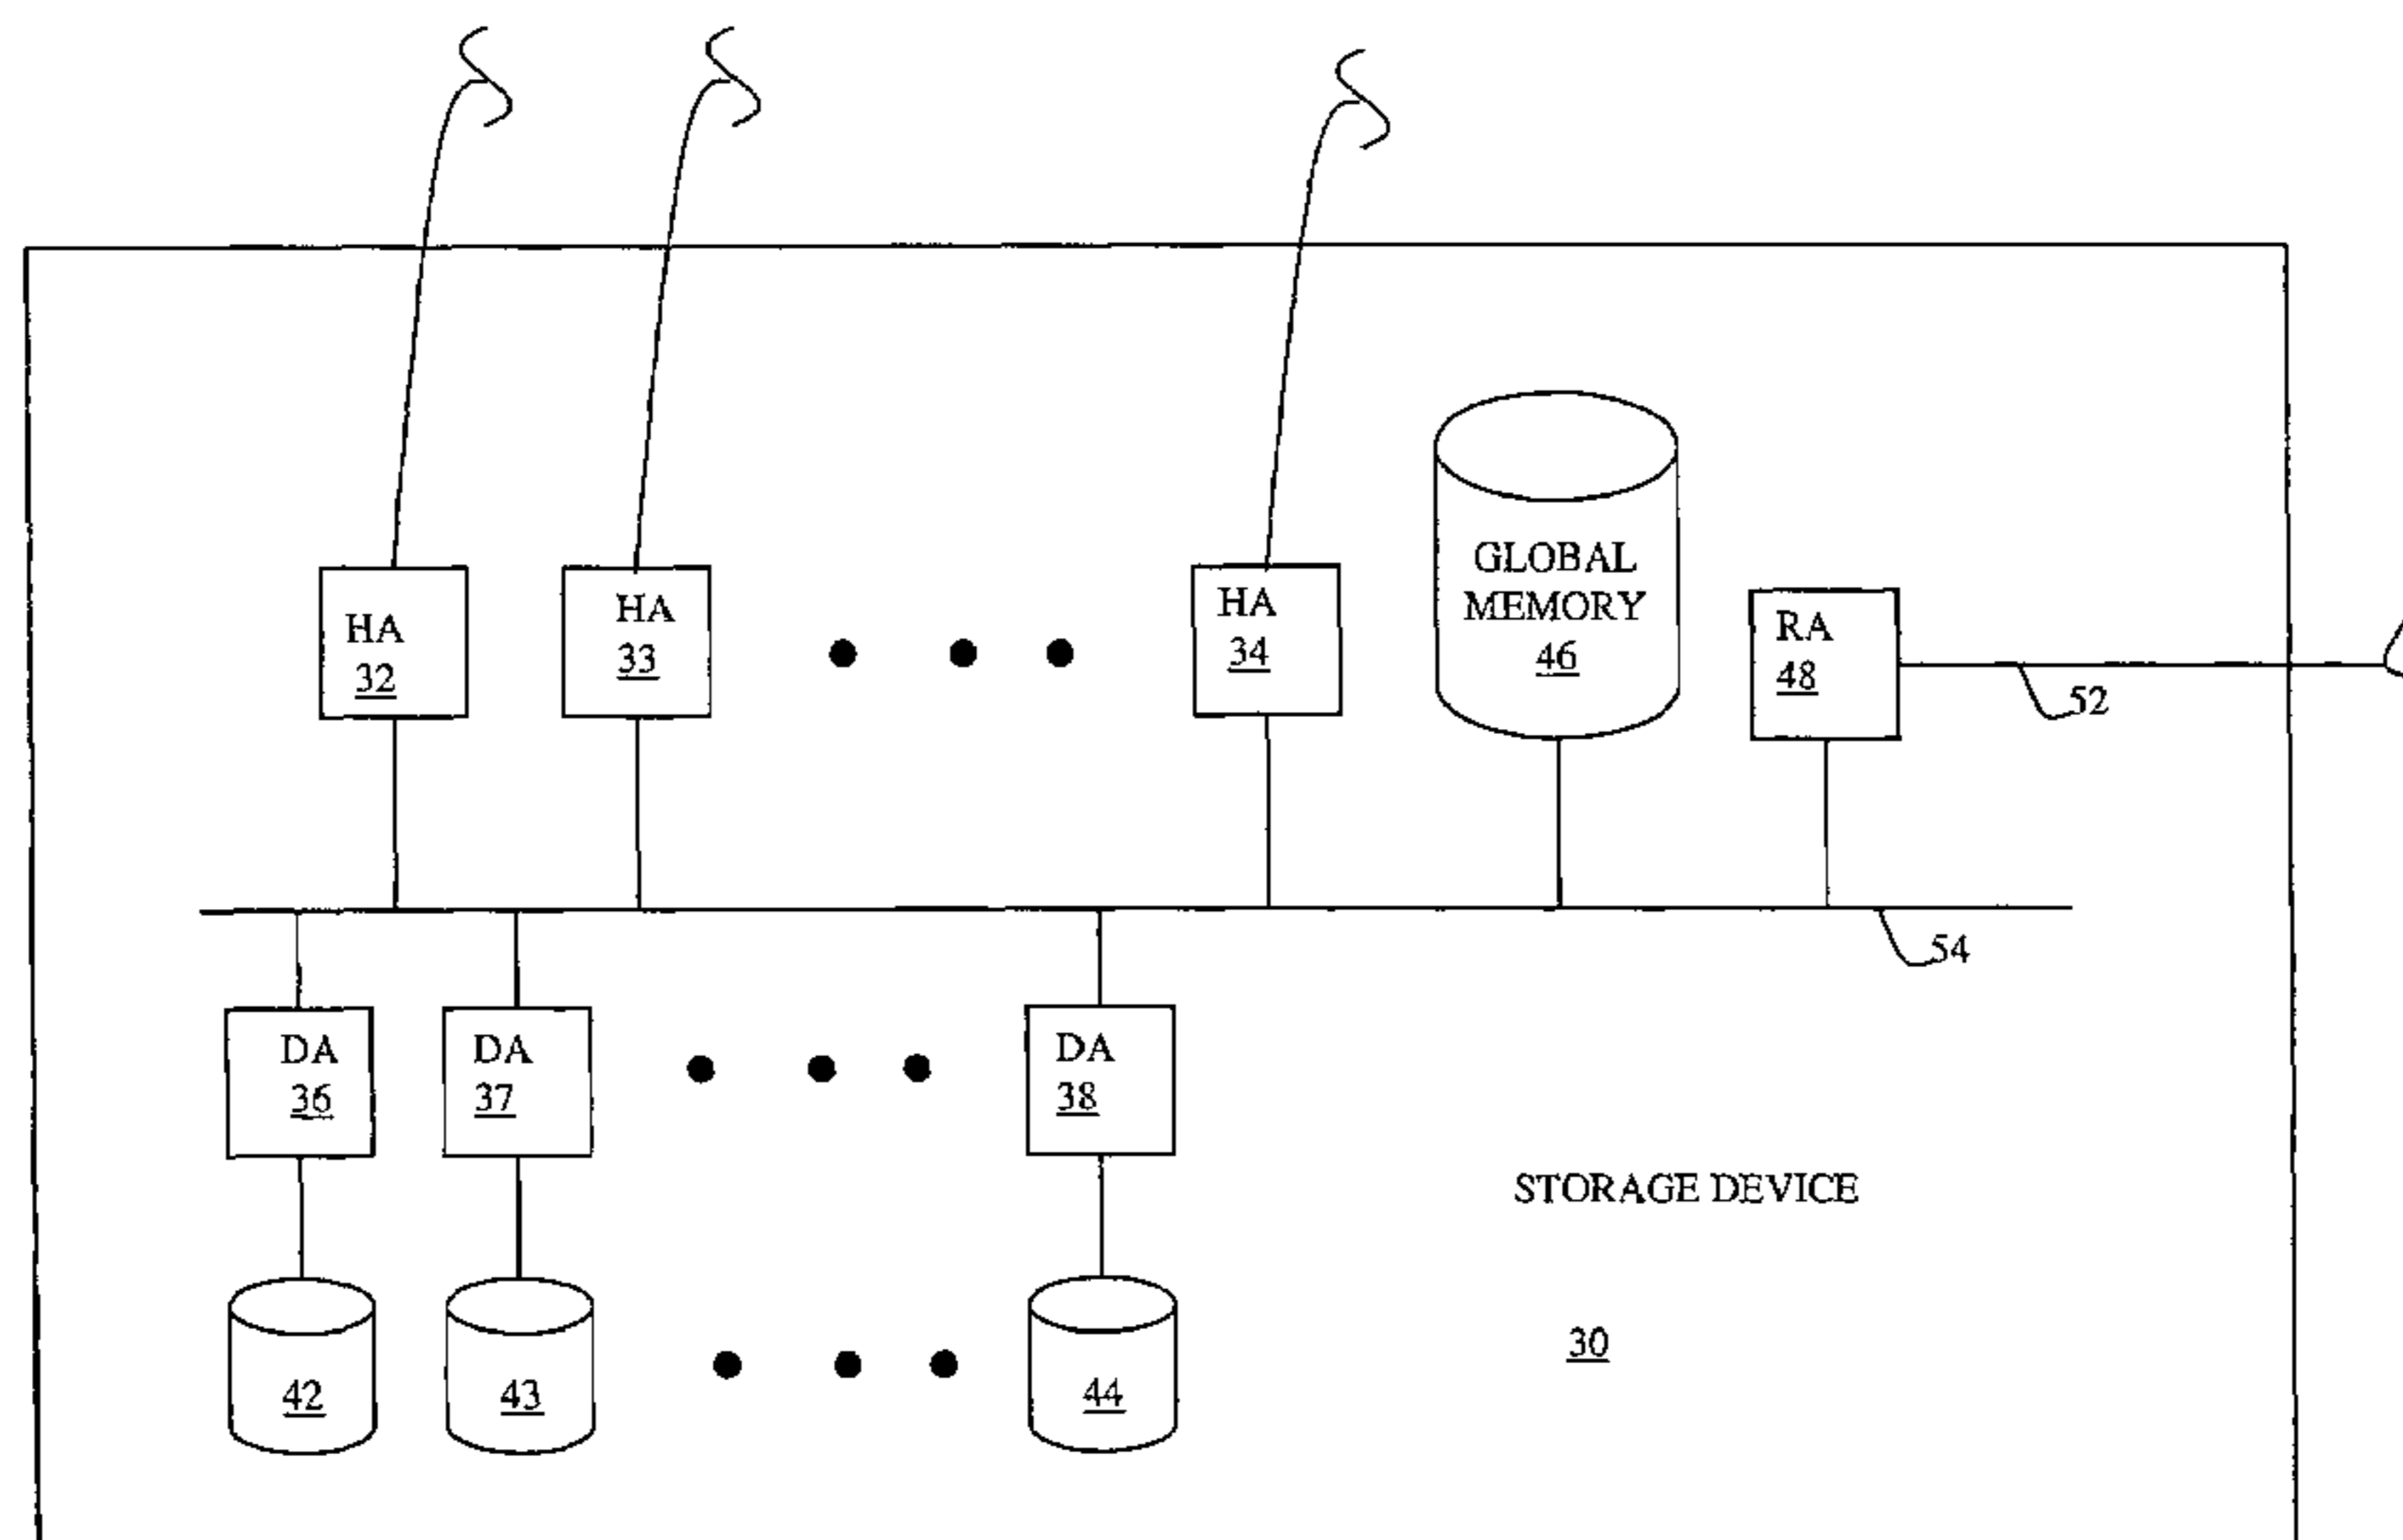 HA
32
HA
33
HA
34
GLOBAL
MEMORY
46
RA
48
52
54
DA
36
DA
37
DA
38
STORAGE DEVICE
42
43
44
30